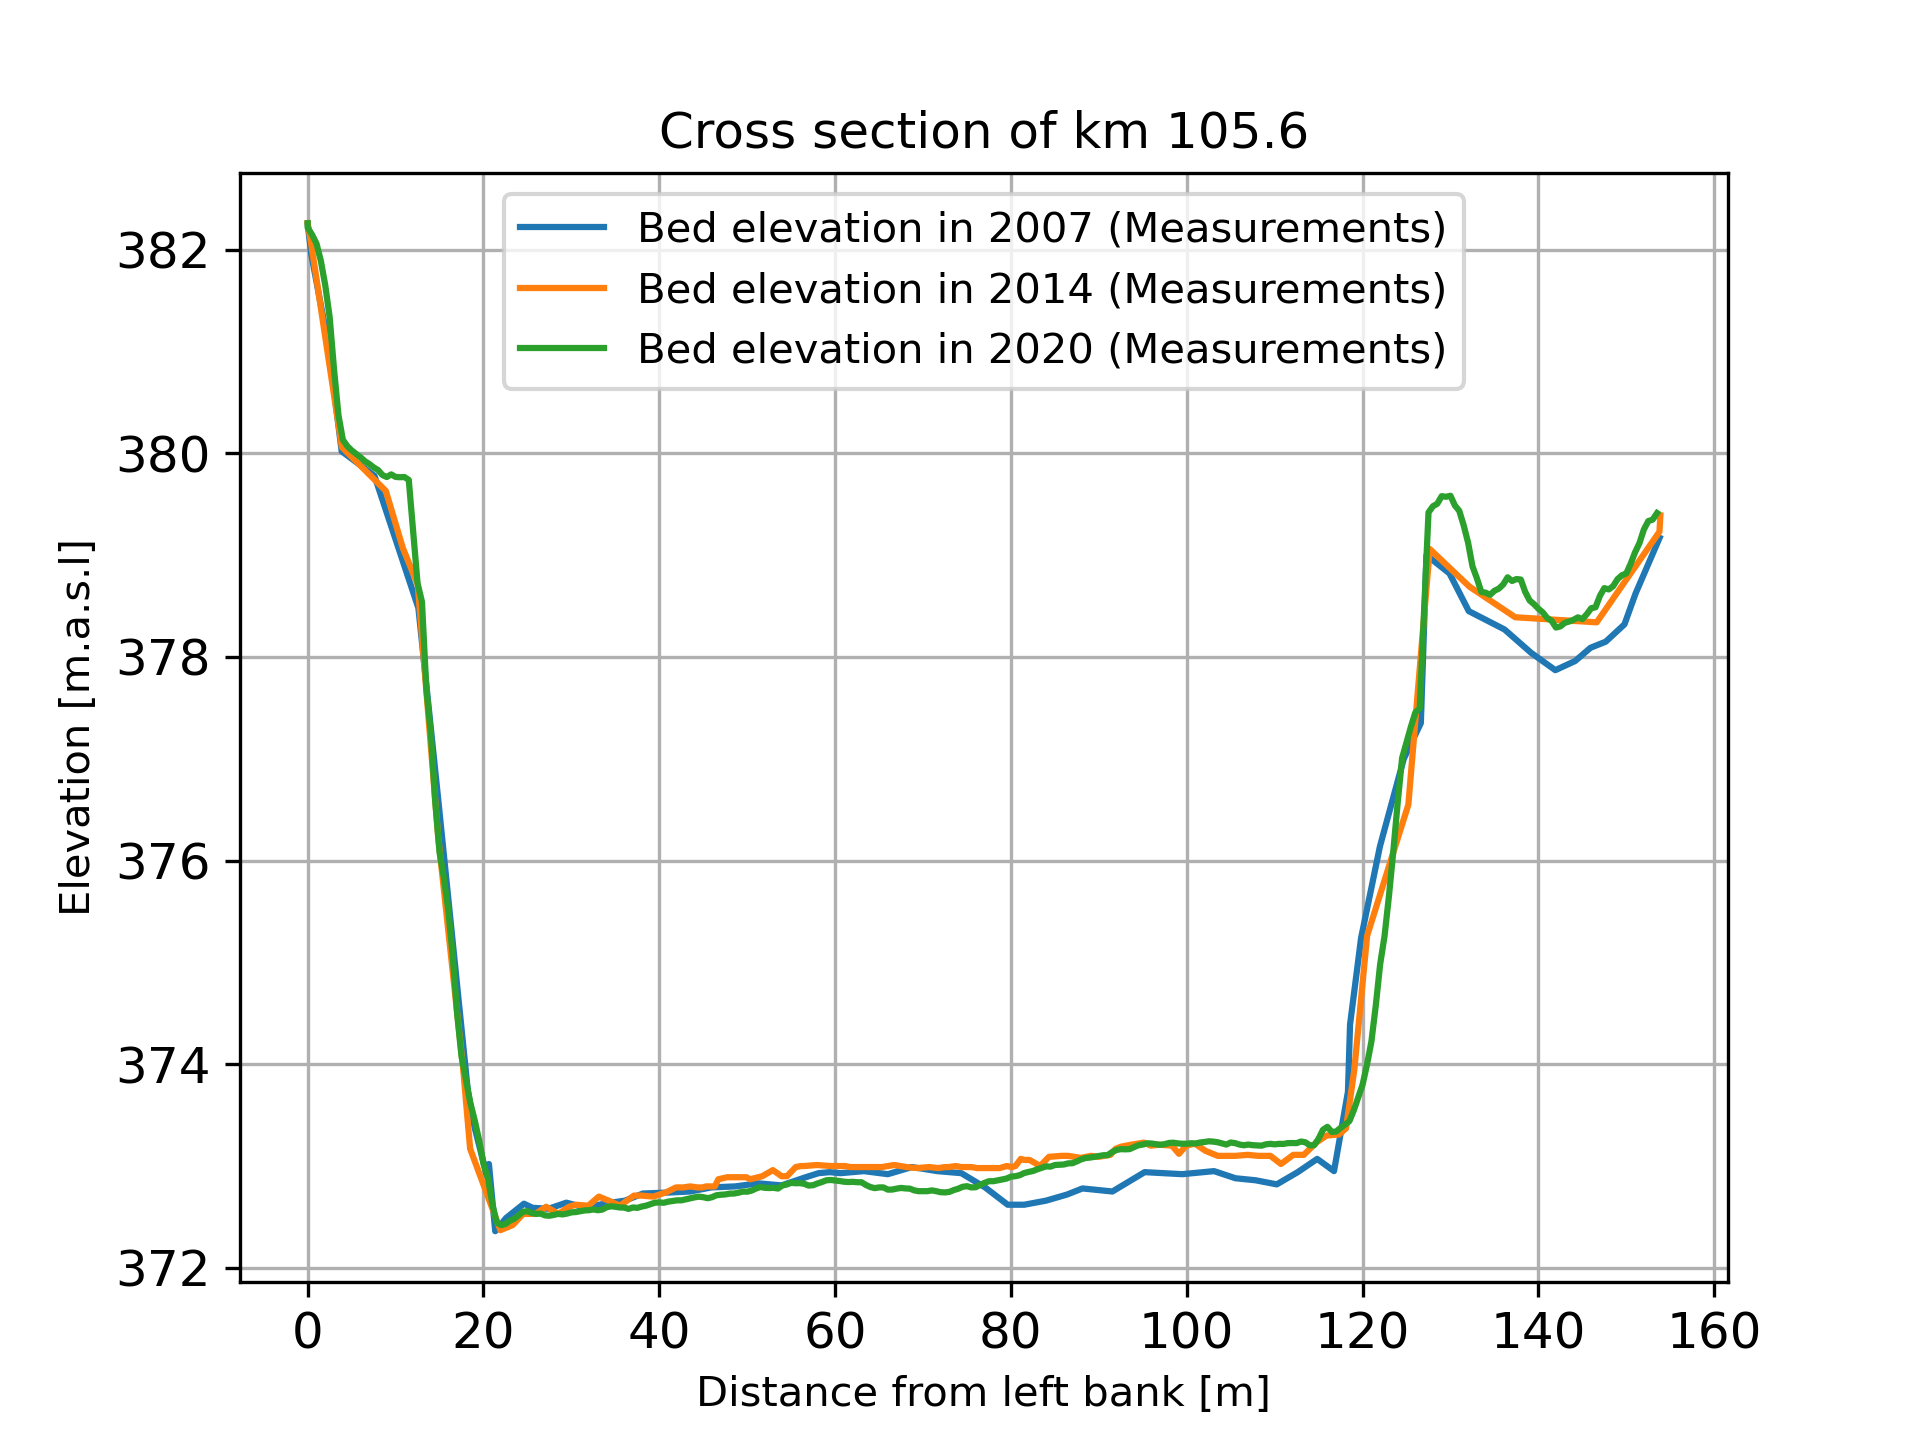 Cross section of km 105.6
Bed elevation in 2007 (Measurements)
Bed elevation in 2014 (Measurements)
Bed elevation in 2020 (Measurements)
Elevation [m.a.s.l]
382
380
378
376
374
372
0 20 40 60 80 100 120 140 160
Distance from left bank [m]